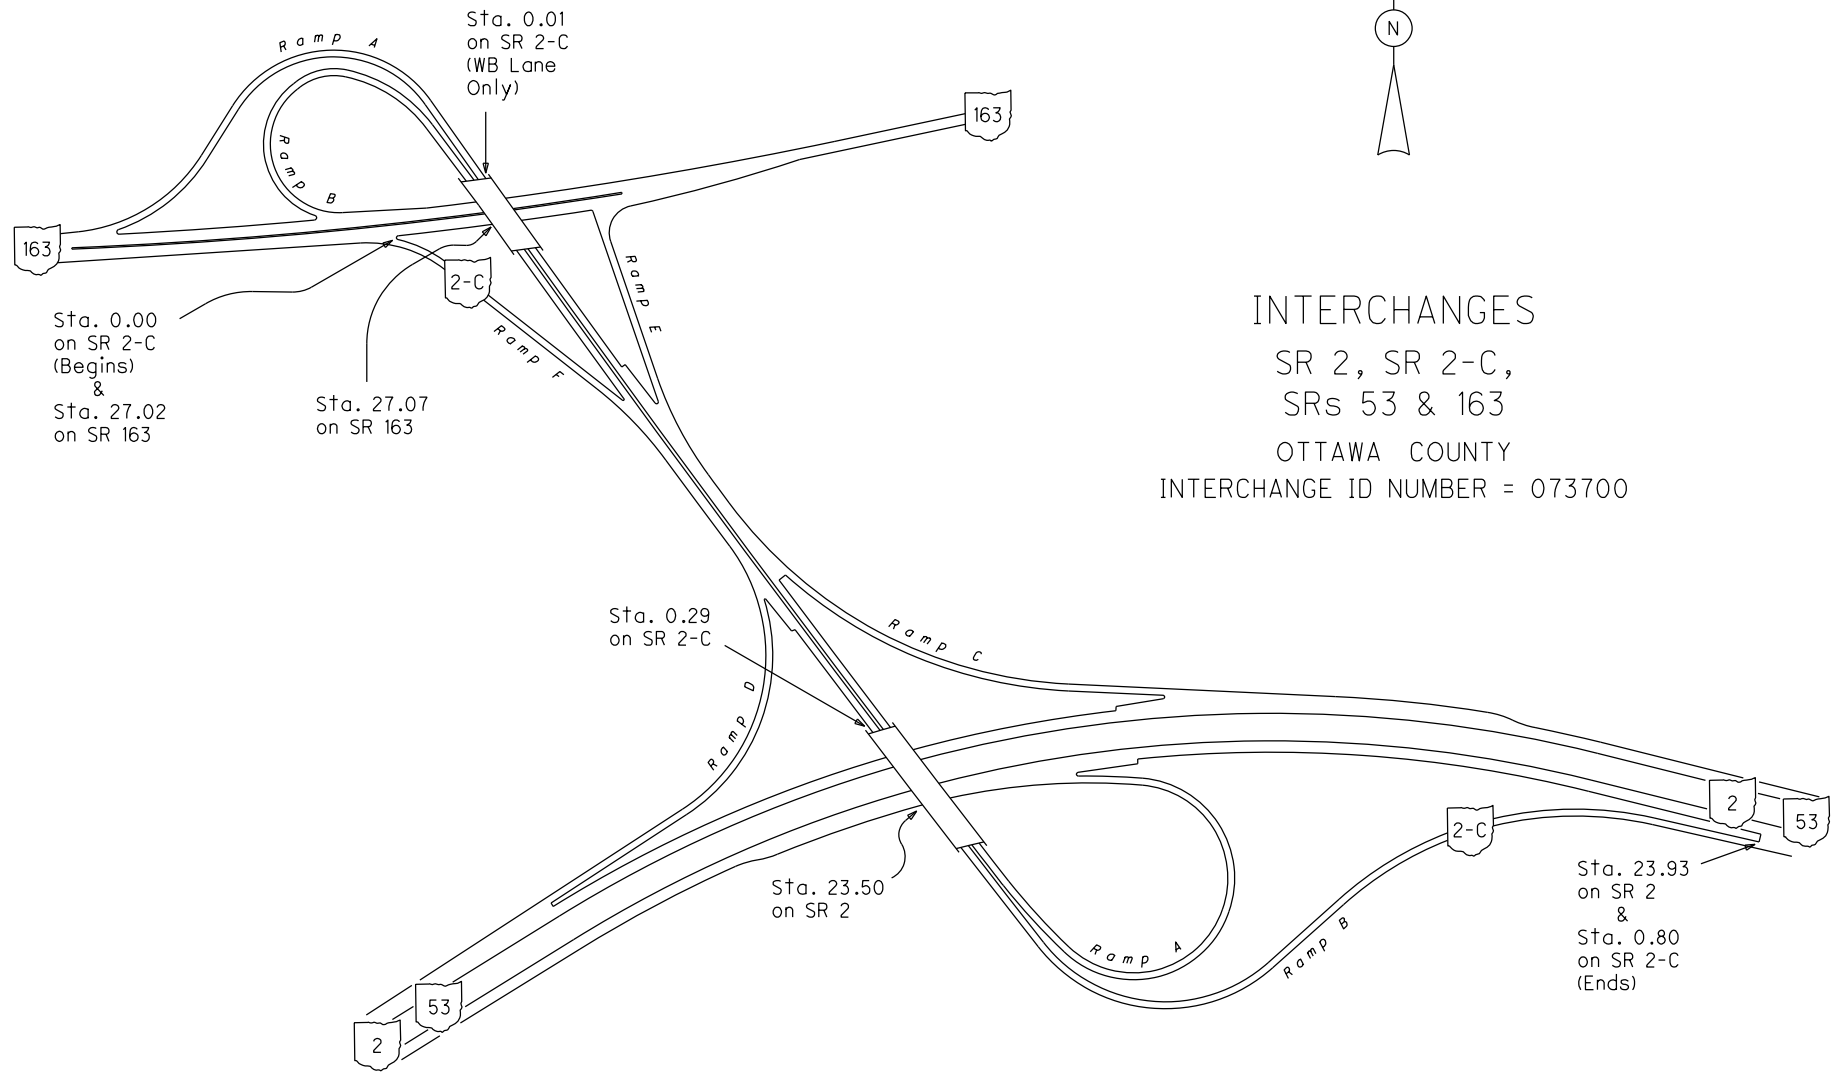 Sta. 0.01
on SR 2-C
(WB Lane
Only)
N
Ramp A
163
Ramp B
163
2-C
Ramp E
Ramp F
Sta. 0.00
on SR 2-C
(Begins)
&
Sta. 27.02
on SR 163
Sta. 27.07
on SR 163
INTERCHANGES
SR 2, SR 2-C,
SRs 53 & 163
OTTAWA COUNTY
INTERCHANGE ID NUMBER = 073700
Sta. 0.29
on SR 2-C
Ramp C
Ramp D
2
53
2-C
Sta. 23.50
on SR 2
Sta. 23.93
on SR 2
&
Sta. 0.80
on SR 2-C
(Ends)
Ramp A
Ramp B
53
2